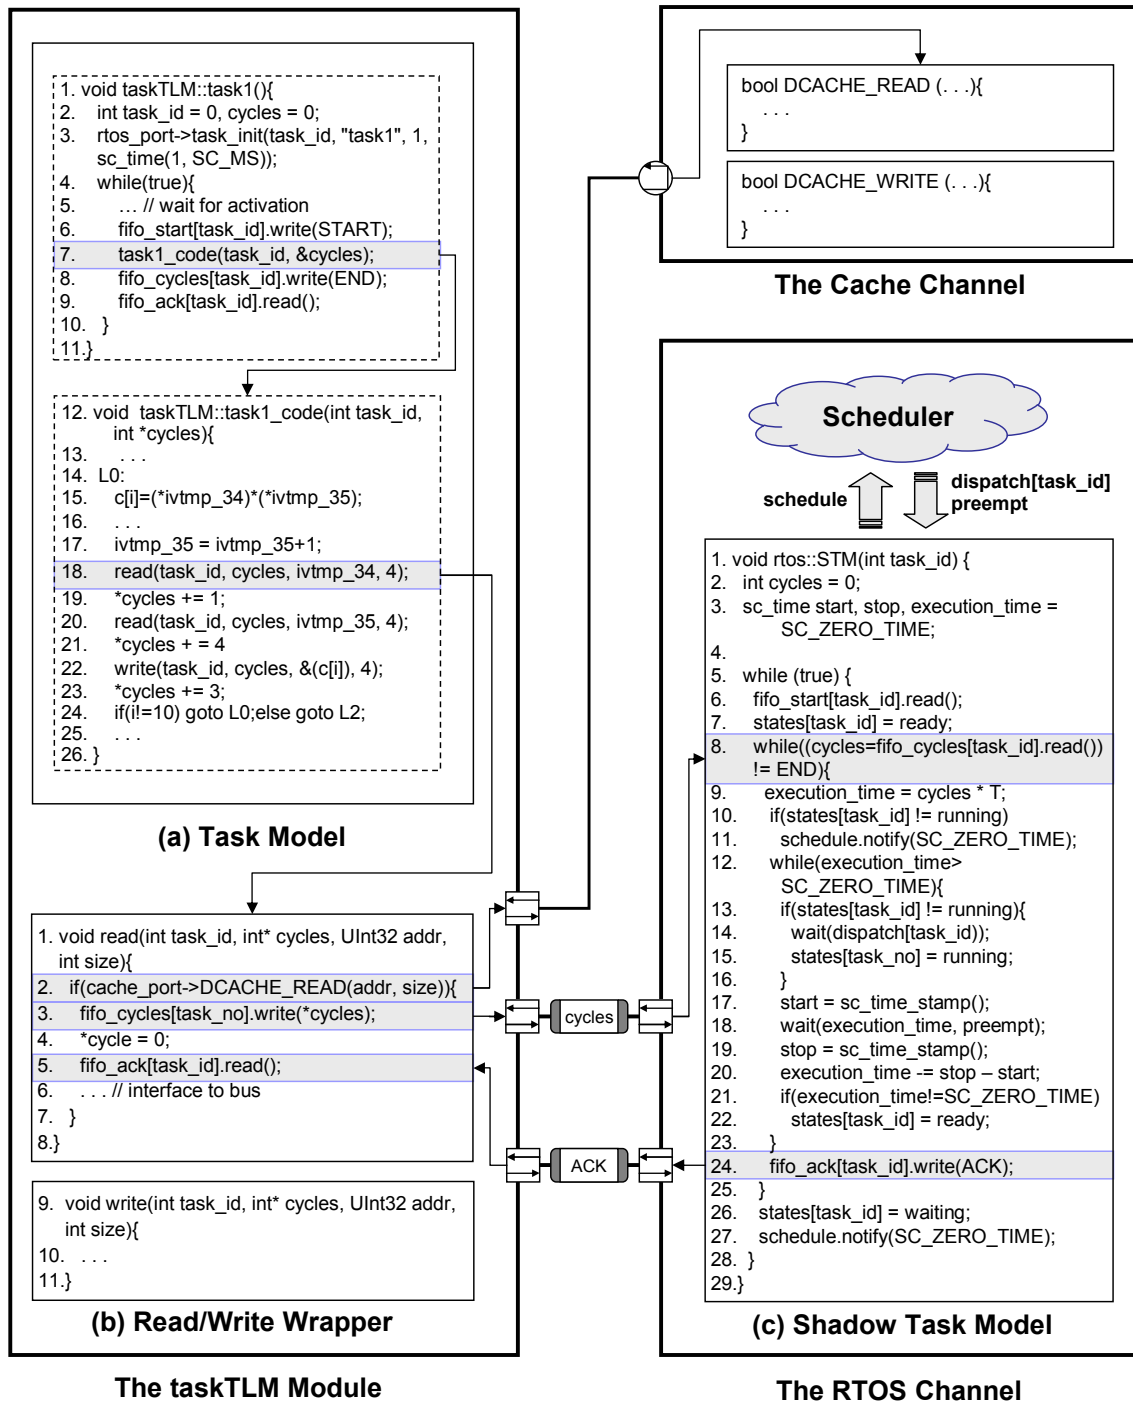 1. void taskTLM::task1(){
2. int task_id = 0, cycles = 0;
3. rtos_port->task_init(task_id, "task1", 1,
sc_time(1, SC_MS));
4. while(true){
5. … // wait for activation
6. fifo_start[task_id].write(START);
7. task1_code(task_id, &cycles);
8. fifo_cycles[task_id].write(END);
9. fifo_ack[task_id].read();
10. }
11.}
12. void taskTLM::task1_code(int task_id,
int *cycles){
13. . . .
14. L0:
15. c[i]=(*ivtmp_34)*(*ivtmp_35);
16. . . .
17. ivtmp_35 = ivtmp_35+1;
18. read(task_id, cycles, ivtmp_34, 4);
19. *cycles += 1;
20. read(task_id, cycles, ivtmp_35, 4);
21. *cycles + = 4
22. write(task_id, cycles, &(c[i]), 4);
23. *cycles += 3;
24. if(i!=10) goto L0;else goto L2;
25. . . .
26. }
(a) Task Model
1. void read(int task_id, int* cycles, UInt32 addr,
int size){
2. if(cache_port->DCACHE_READ(addr, size)){
3. fifo_cycles[task_no].write(*cycles);
4. *cycle = 0;
5. fifo_ack[task_id].read();
6. . . . // interface to bus
7. }
8.}
9. void write(int task_id, int* cycles, UInt32 addr,
int size){
10. . . .
11.}
(b) Read/Write Wrapper
The taskTLM Module
cycles
ACK
bool DCACHE_READ (. . .){
. . .
}
bool DCACHE_WRITE (. . .){
. . .
}
The Cache Channel
Scheduler
schedule
dispatch[task_id]
preempt
1. void rtos::STM(int task_id) {
2. int cycles = 0;
3. sc_time start, stop, execution_time =
SC_ZERO_TIME;
4.
5. while (true) {
6. fifo_start[task_id].read();
7. states[task_id] = ready;
8. while((cycles=fifo_cycles[task_id].read())
!= END){
9. execution_time = cycles * T;
10. if(states[task_id] != running)
11. schedule.notify(SC_ZERO_TIME);
12. while(execution_time>
SC_ZERO_TIME){
13. if(states[task_id] != running){
14. wait(dispatch[task_id]);
15. states[task_no] = running;
16. }
17. start = sc_time_stamp();
18. wait(execution_time, preempt);
19. stop = sc_time_stamp();
20. execution_time -= stop – start;
21. if(execution_time!=SC_ZERO_TIME)
22. states[task_id] = ready;
23. }
24. fifo_ack[task_id].write(ACK);
25. }
26. states[task_id] = waiting;
27. schedule.notify(SC_ZERO_TIME);
28. }
29.}
(c) Shadow Task Model
The RTOS Channel